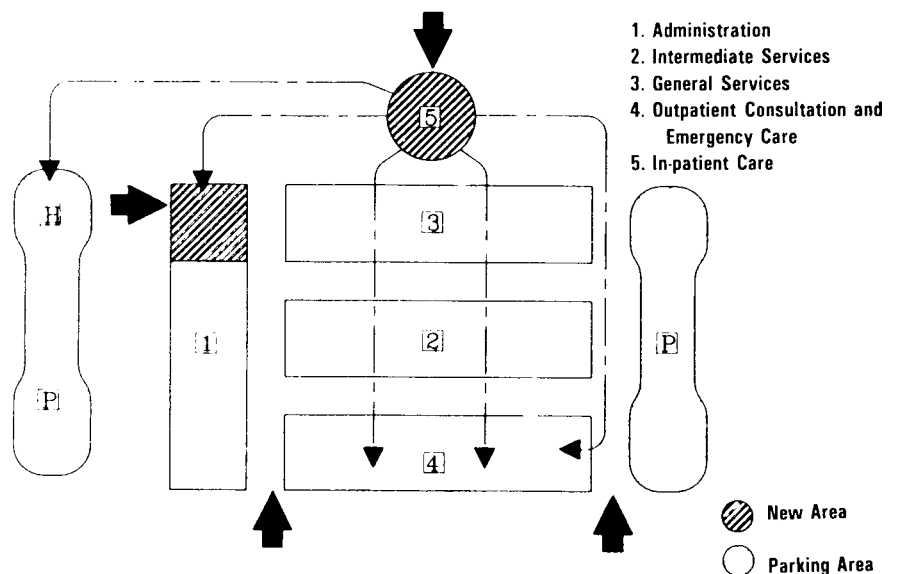 1. Administration
2. Intermediate Services
3. General Services
4. Outpatient Consultation and
Emergency Care
5. In-patient Care
5
H
3
1
2
P
P
4
New Area
Parking Area